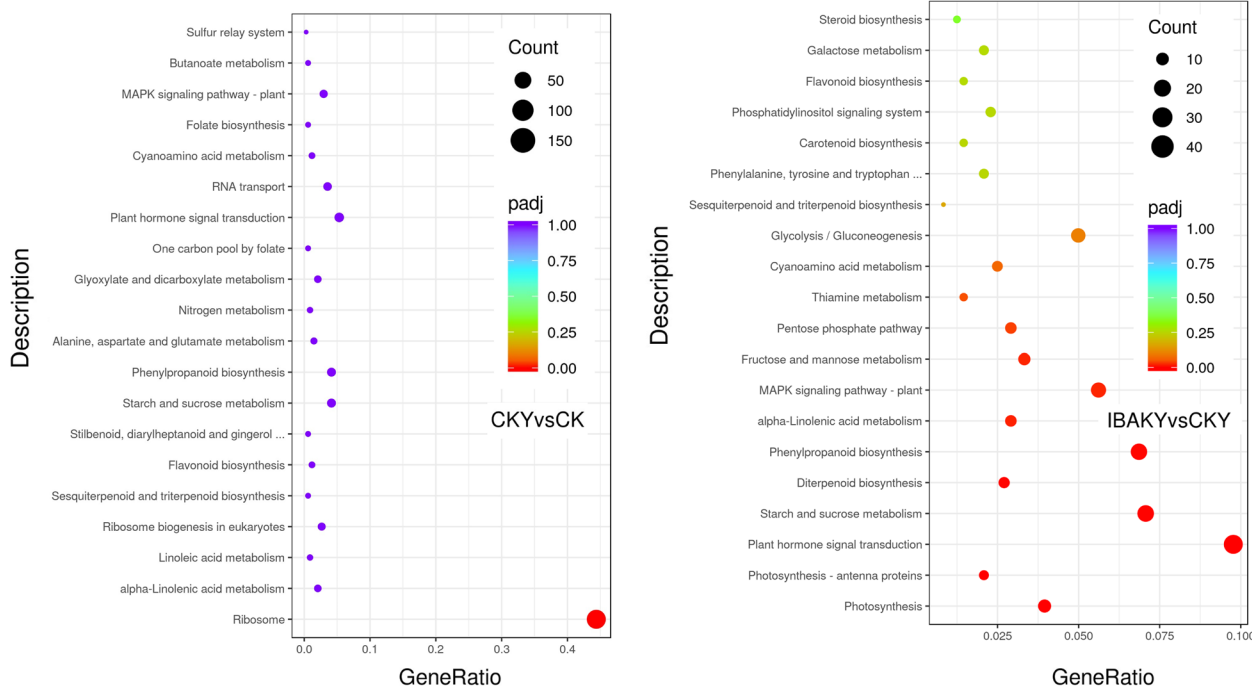 Sulfur relay system
Butanoate metabolism
MAPK signaling pathway - plant
Folate biosynthesis
Cyanoamino acid metabolism
RNA transport
Plant hormone signal transduction
One carbon pool by folate
Glyoxylate and dicarboxylate metabolism
Nitrogen metabolism
Alanine, aspartate and glutamate metabolism
Phenylpropanoid biosynthesis
Starch and sucrose metabolism
Stilbenoid, diarylheptanoid and gingerol ...
Flavonoid biosynthesis
Sesquiterpenoid and triterpenoid biosynthesis
Ribosome biogenesis in eukaryotes
Linoleic acid metabolism
alpha-Linolenic acid metabolism
Ribosome
Description
0.0 0.1 0.2 0.3 0.4
GeneRatio
Count
50
100
150
padj
1.00
0.75
0.50
0.25
0.00
CKYvsCK
Steroid biosynthesis
Galactose metabolism
Flavonoid biosynthesis
Phosphatidylinositol signaling system
Carotenoid biosynthesis
Phenylalanine, tyrosine and tryptophan ...
Sesquiterpenoid and triterpenoid biosynthesis
Glycolysis / Gluconeogenesis
Cyanoamino acid metabolism
Thiamine metabolism
Pentose phosphate pathway
Fructose and mannose metabolism
MAPK signaling pathway - plant
alpha-Linolenic acid metabolism
Phenylpropanoid biosynthesis
Diterpenoid biosynthesis
Starch and sucrose metabolism
Plant hormone signal transduction
Photosynthesis - antenna proteins
Photosynthesis
Description
0.025 0.050 0.075 0.100
GeneRatio
Count
10
20
30
40
padj
1.00
0.75
0.50
0.25
0.00
IBAKYvsCKY